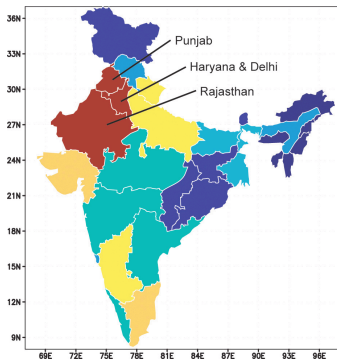 36N
33N
30N
27N
24N
21N
18N
15N
12N
9N
Punjab
Haryana & Delhi
Rajasthan
69E 72E 75E 78E 81E 84E 87E 90E 93E 96E